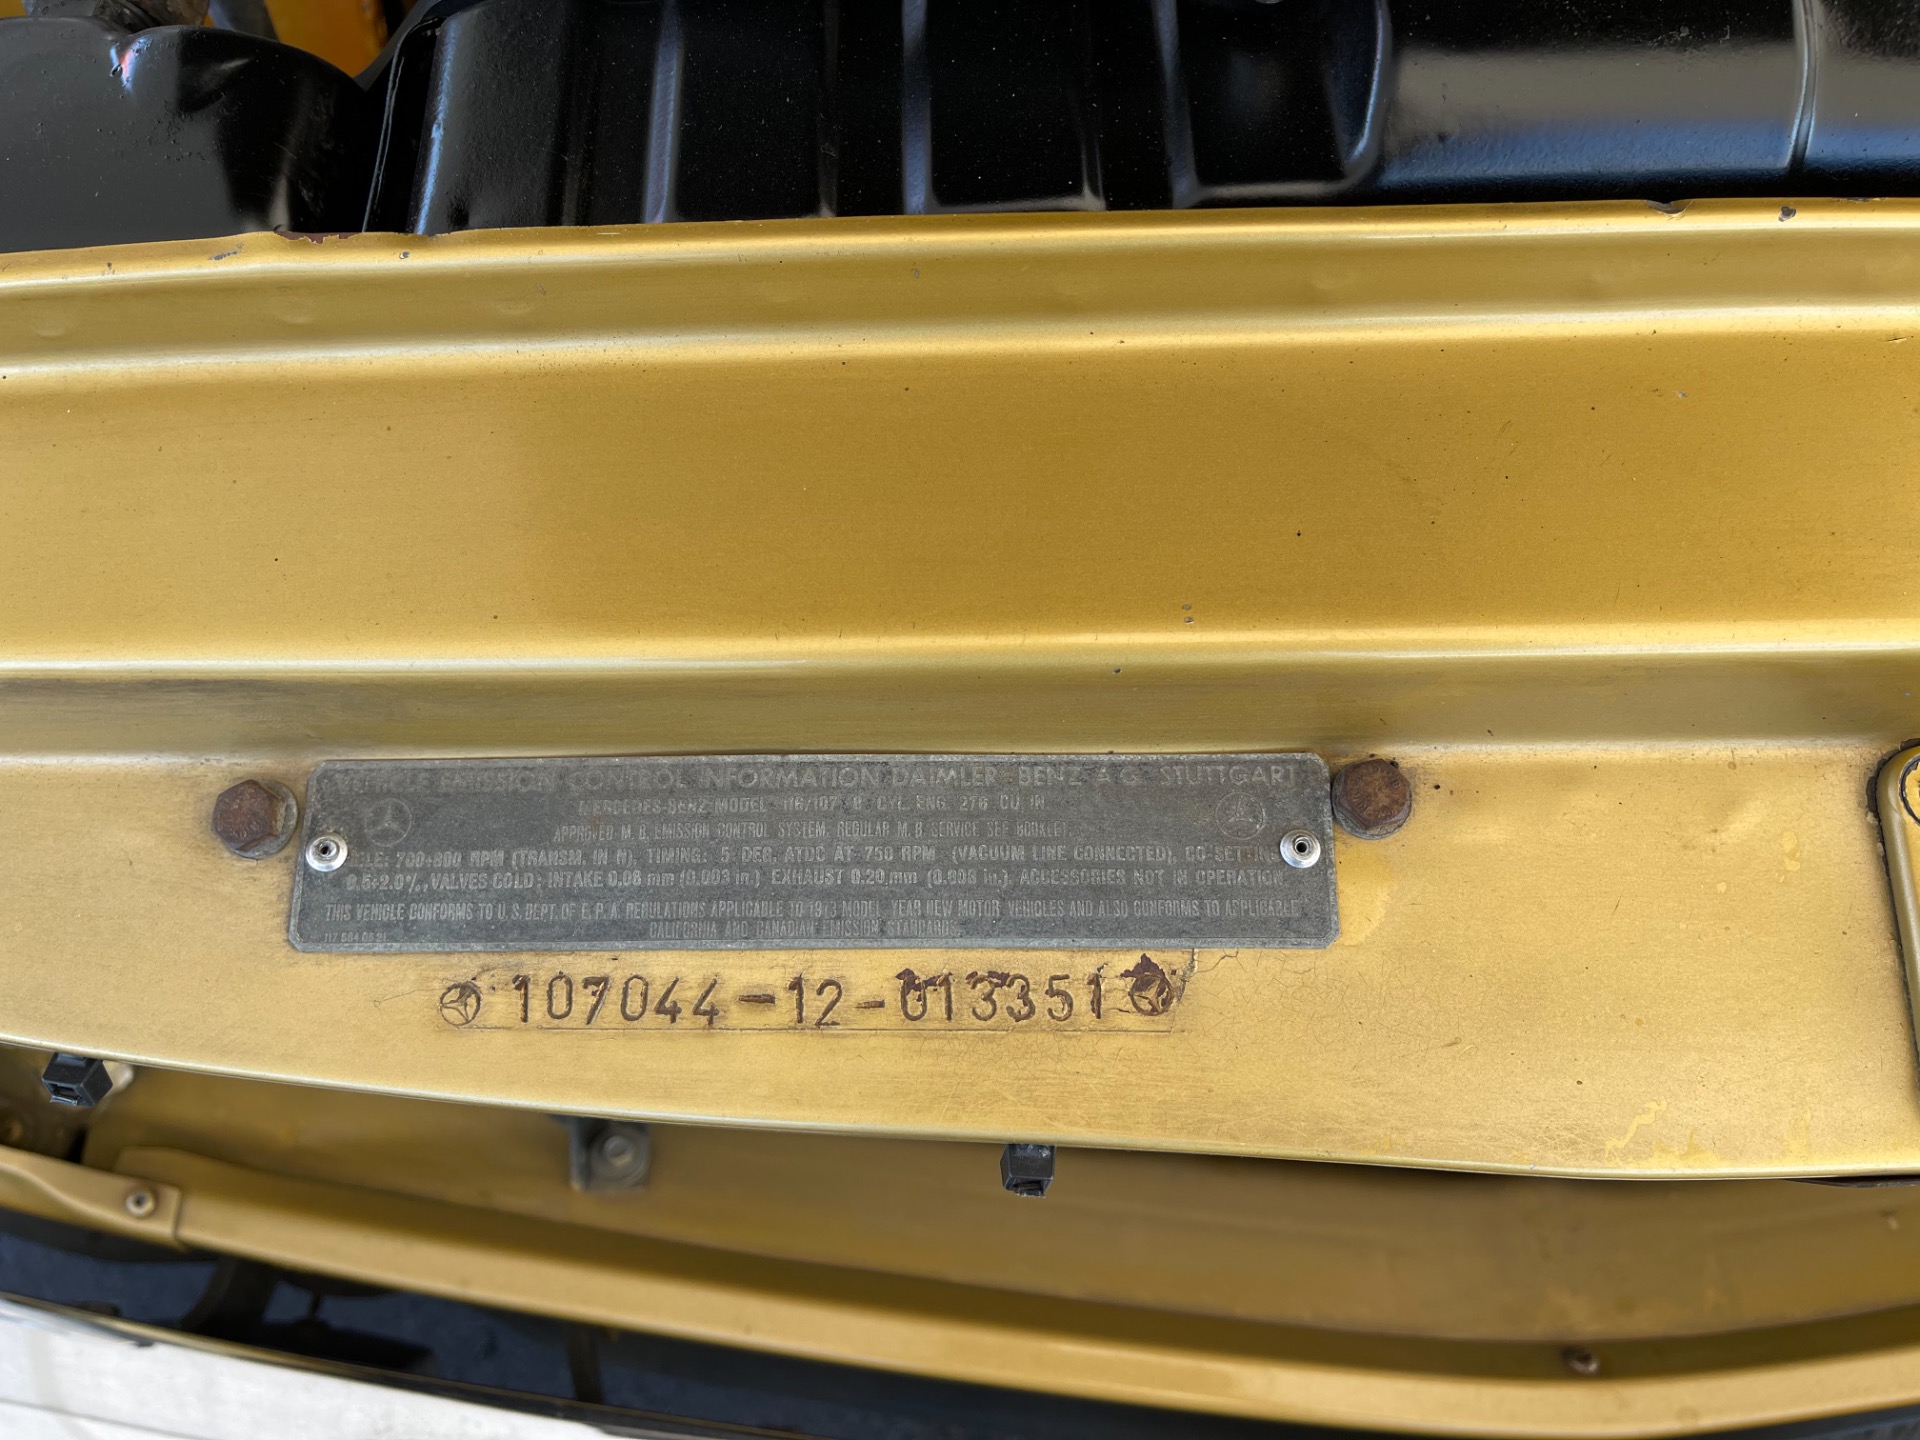 VEHICLE EMISSION CONTROL INFORMATION DAIMLER-BENZ A.G. STUTTGART
MERCEDES-BENZ MODEL 116/107 8 CYL. ENG. 276 CU. IN.
APPROVED M. B. EMISSION CONTROL SYSTEM, REGULAR M. B. SERVICE SEE BOOKLET.
IDLE: 700÷800 RPM (TRANSM. IN N), TIMING: 5 DEG. ATDC AT 750 RPM (VACUUM LINE CONNECTED), CO-SETTING
0.5÷2.0%, VALVES COLD: INTAKE 0.08 mm (0.003 in.) EXHAUST 0.20 mm (0.008 in.). ACCESSORIES NOT IN OPERATION
THIS VEHICLE CONFORMS TO U. S. DEPT. OF E. P. A. REGULATIONS APPLICABLE TO 1973 MODEL YEAR NEW MOTOR VEHICLES AND ALSO CONFORMS TO APPLICABLE
CALIFORNIA AND CANADIAN EMISSION STANDARDS.
117 584 06 21
107044-12-013351